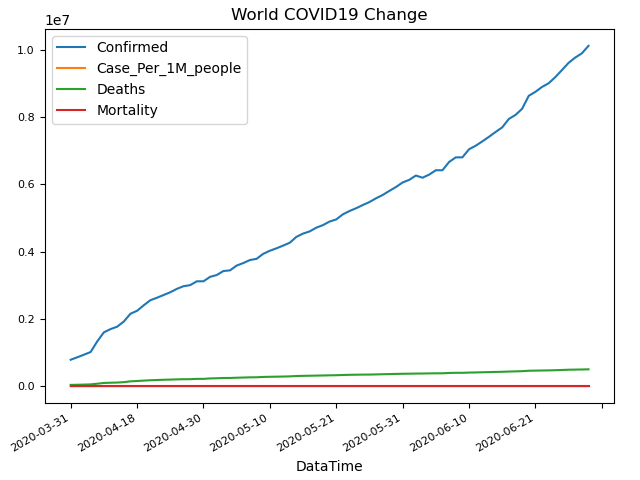 World COVID19 Change
1e7
Confirmed
Case_Per_1M_people
Deaths
Mortality
1.0
0.8
0.6
0.4
0.2
0.0
2020-03-31
2020-04-18
2020-04-30
2020-05-10
2020-05-21
2020-05-31
2020-06-10
2020-06-21
DataTime